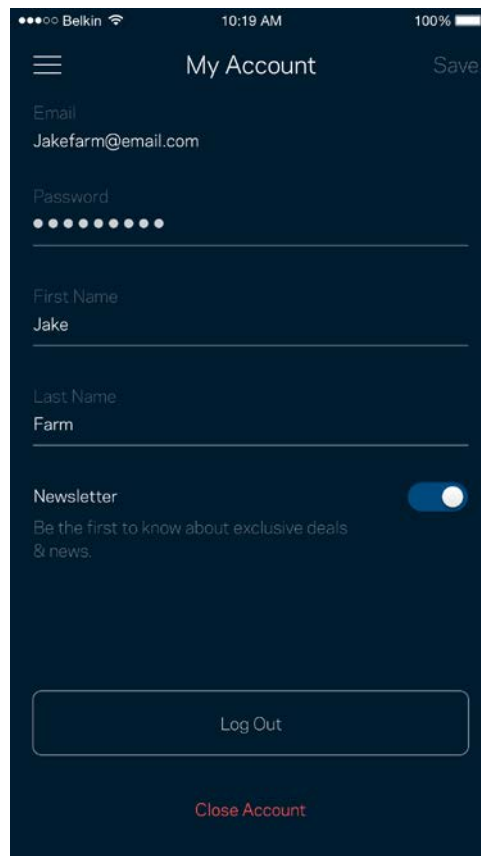 Belkin 10:19 AM 100%
My Account Save
Email
Jakefarm@email.com
Password
●●●●●●●●●
First Name
Jake
Last Name
Farm
Newsletter
Be the first to know about exclusive deals
& news.
Log Out
Close Account